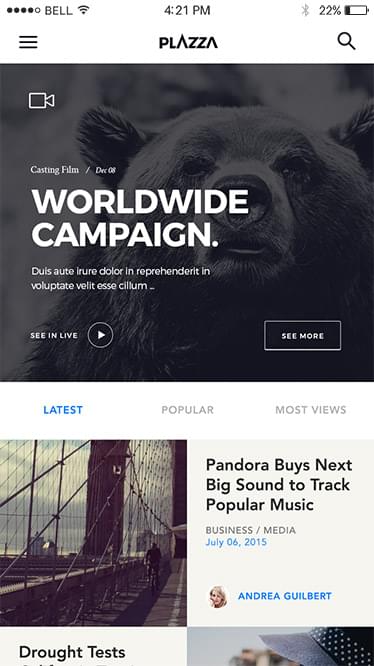 BELL
4:21 PM
22%
PLAZZA
Casting Film / Dec 08
WORLDWIDE
CAMPAIGN.
Duis aute irure dolor in reprehenderit in
voluptate velit esse cillum ...
SEE IN LIVE
SEE MORE
LATEST
POPULAR
MOST VIEWS
Pandora Buys Next
Big Sound to Track
Popular Music
BUSINESS / MEDIA
July 06, 2015
ANDREA GUILBERT
Drought Tests